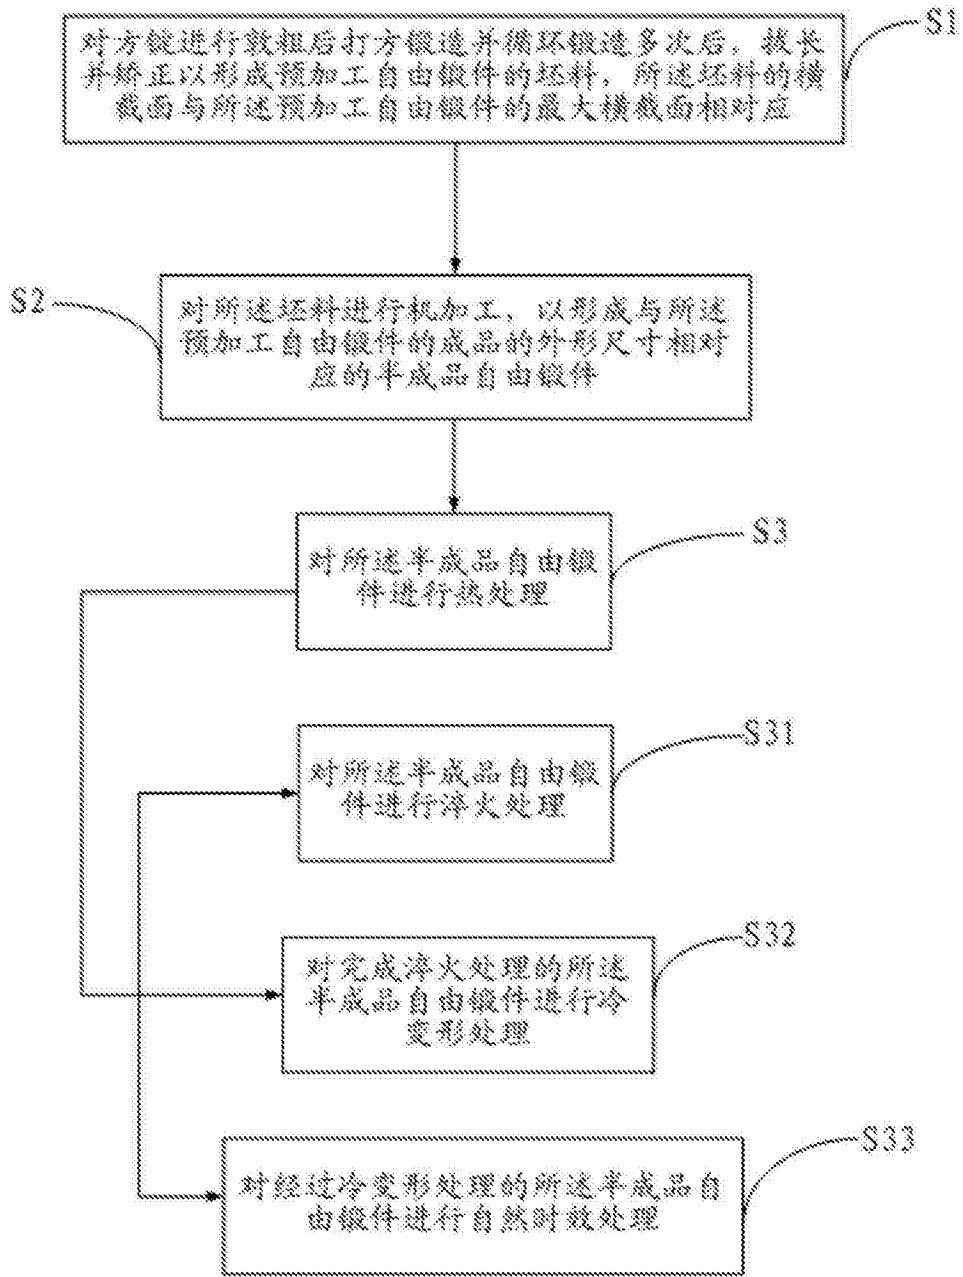 S1
对方锭进行敦粗后打方锻造并循环锻造多次后，拔长
并矫正以形成预加工自由锻件的坯料，所述坯料的横
截面与所述预加工自由锻件的最大横截面相对应
S2
对所述坯料进行机加工，以形成与所述
预加工自由锻件的成品的外形尺寸相对
应的半成品自由锻件
S3
对所述半成品自由锻
件进行热处理
S31
对所述半成品自由锻
件进行淬火处理
S32
对完成淬火处理的所述
半成品自由锻件进行冷
变形处理
S33
对经过冷变形处理的所述半成品自
由锻件进行自然时效处理